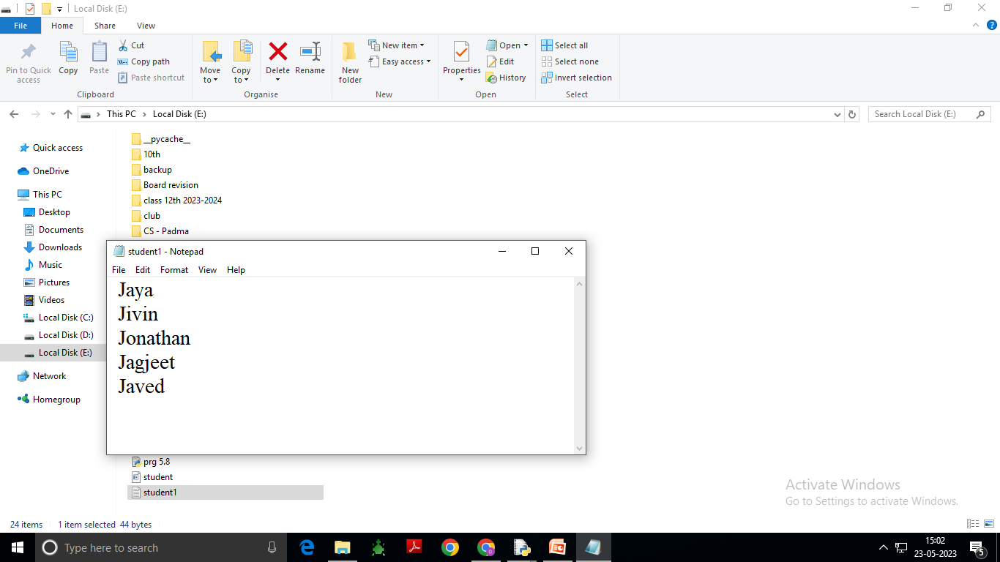 Local Disk (E:)
File Home Share View
Pin to Quick access
Copy
Paste
Cut
Copy path
Paste shortcut
Clipboard
Move to
Copy to
Delete
Rename
Organise
New folder
New item
Easy access
New
Properties
Open
Edit
History
Open
Select all
Select none
Invert selection
Select
This PC > Local Disk (E:)
Search Local Disk (E:)
Quick access
OneDrive
This PC
Desktop
Documents
Downloads
Music
Pictures
Videos
Local Disk (C:)
Local Disk (D:)
Local Disk (E:)
Network
Homegroup
__pycache__
10th
backup
Board revision
class 12th 2023-2024
club
CS - Padma
student1 - Notepad
File Edit Format View Help
Jaya
Jivin
Jonathan
Jagjeet
Javed
prg 5.8
student
student1
Activate Windows
Go to Settings to activate Windows.
24 items 1 item selected 44 bytes
Type here to search
15:02
23-05-2023
5